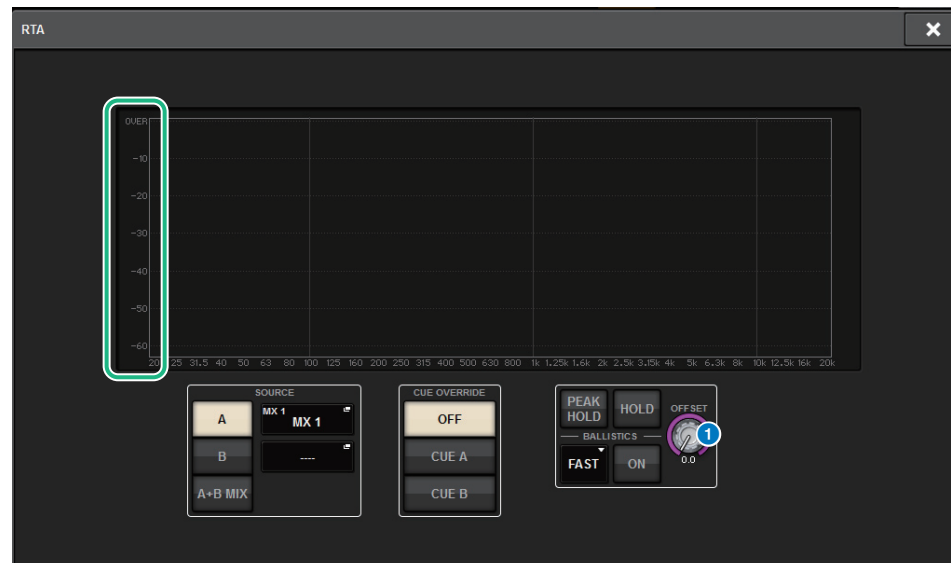 RTA
OVER
-10
-20
-30
-40
-50
-60
20 25 31.5 40 50 63 80 100 125 160 200 250 315 400 500 630 800 1k 1.25k 1.6k 2k 2.5k 3.15k 4k 5k 6.3k 8k 10k 12.5k 16k 20k
SOURCE
A
MX 1
MX 1
B
----
A+B MIX
CUE OVERRIDE
OFF
CUE A
CUE B
PEAK
HOLD
HOLD
OFFSET
1
0.0
BALLISTICS
FAST
ON